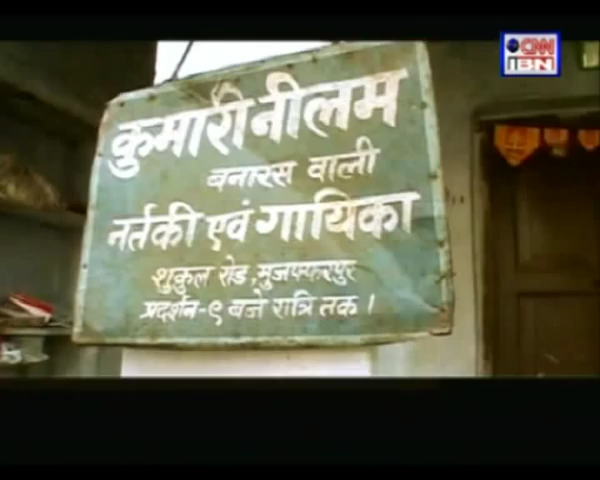 CNN
IBN
कुमारी नीलम
बनारस वाली
नर्तकी एवं गायिका
शुकुल रोड, मुजफ्फरपुर
प्रदर्शन-९ बजे रात्रि तक।